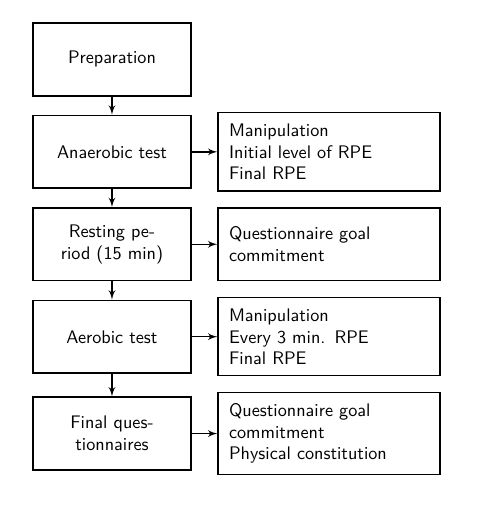 Preparation
Anaerobic test
Manipulation
Initial level of RPE
Final RPE
Resting pe-
riod (15 min)
Questionnaire goal
commitment
Aerobic test
Manipulation
Every 3 min. RPE
Final RPE
Final ques-
tionnaires
Questionnaire goal
commitment
Physical constitution